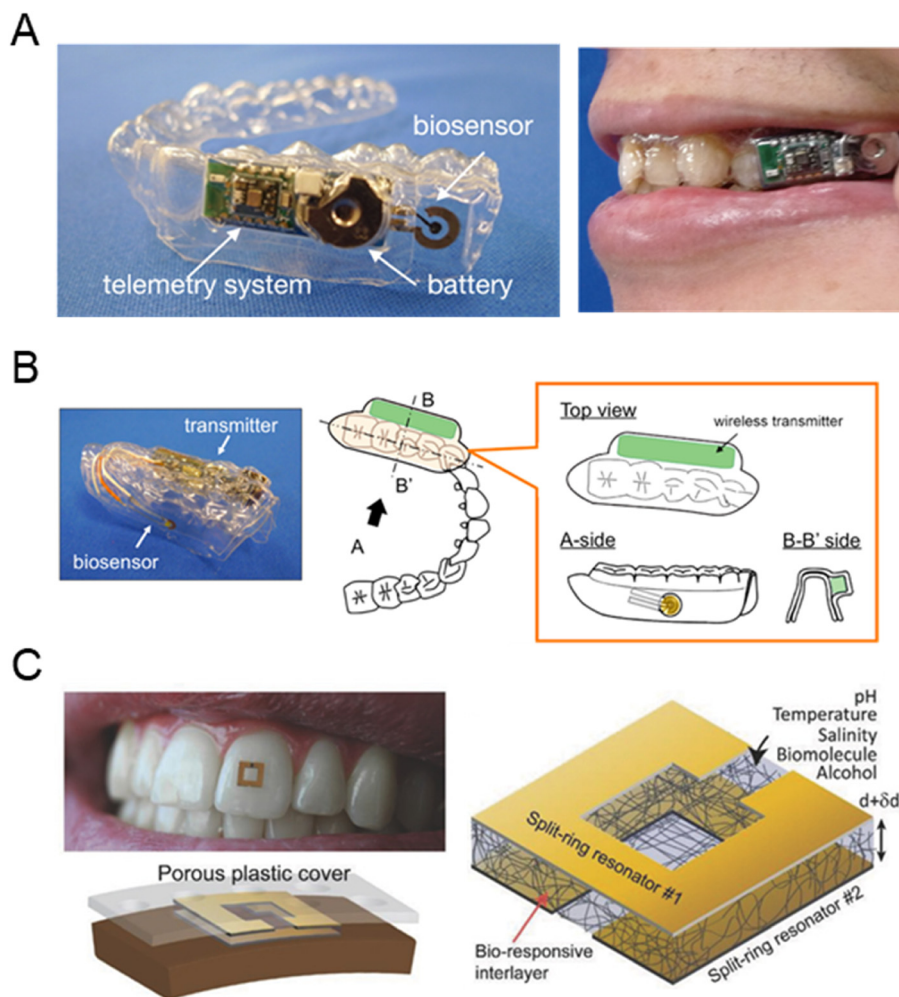 A
biosensor
telemetry system
battery
B
transmitter
biosensor
B
B'
A
Top view
wireless transmitter
A-side
B-B' side
C
Porous plastic cover
pH
Temperature
Salinity
Biomolecule
Alcohol
d+δd
Split-ring resonator #1
Split-ring resonator #2
Bio-responsive
interlayer